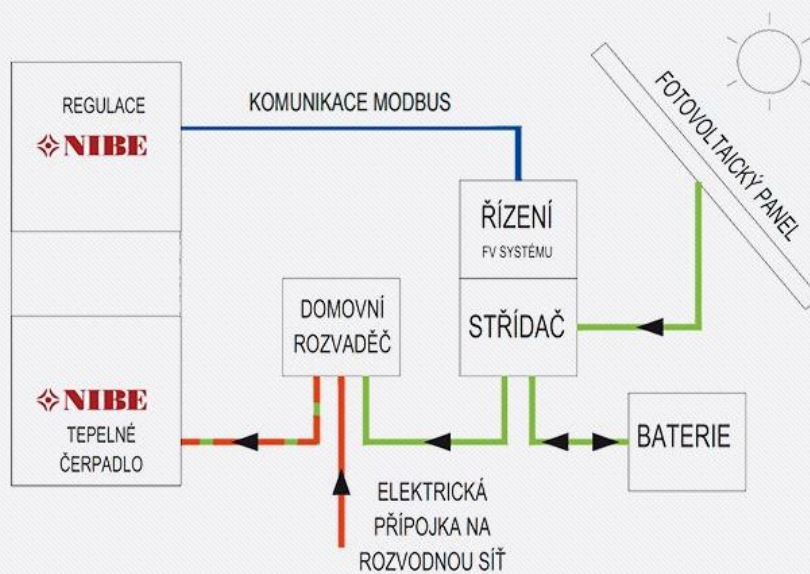 REGULACE
NIBE
KOMUNIKACE MODBUS
FOTOVOLTAICKÝ PANEL
ŘÍZENÍ
FV SYSTÉMU
STŘÍDAČ
DOMOVNÍ
ROZVADĚČ
NIBE
TEPELNÉ
ČERPADLO
BATERIE
ELEKTRICKÁ
PŘÍPOJKA NA
ROZVODNOU SÍŤ